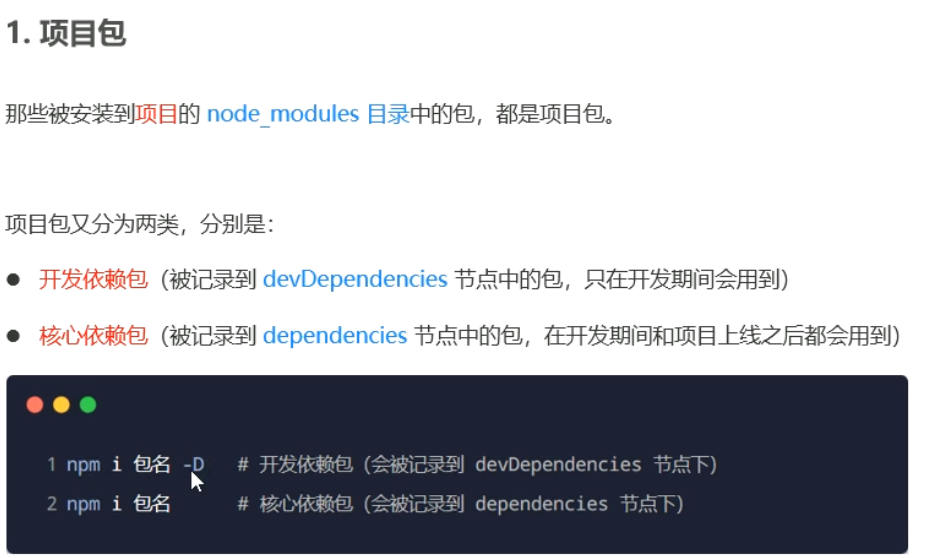 1. 项目包
那些被安装到项目的 node_modules 目录中的包，都是项目包。
项目包又分为两类，分别是：
● 开发依赖包（被记录到 devDependencies 节点中的包，只在开发期间会用到）
● 核心依赖包（被记录到 dependencies 节点中的包，在开发期间和项目上线之后都会用到）
1 npm i 包名 -D # 开发依赖包（会被记录到 devDependencies 节点下）
2 npm i 包名 # 核心依赖包（会被记录到 dependencies 节点下）